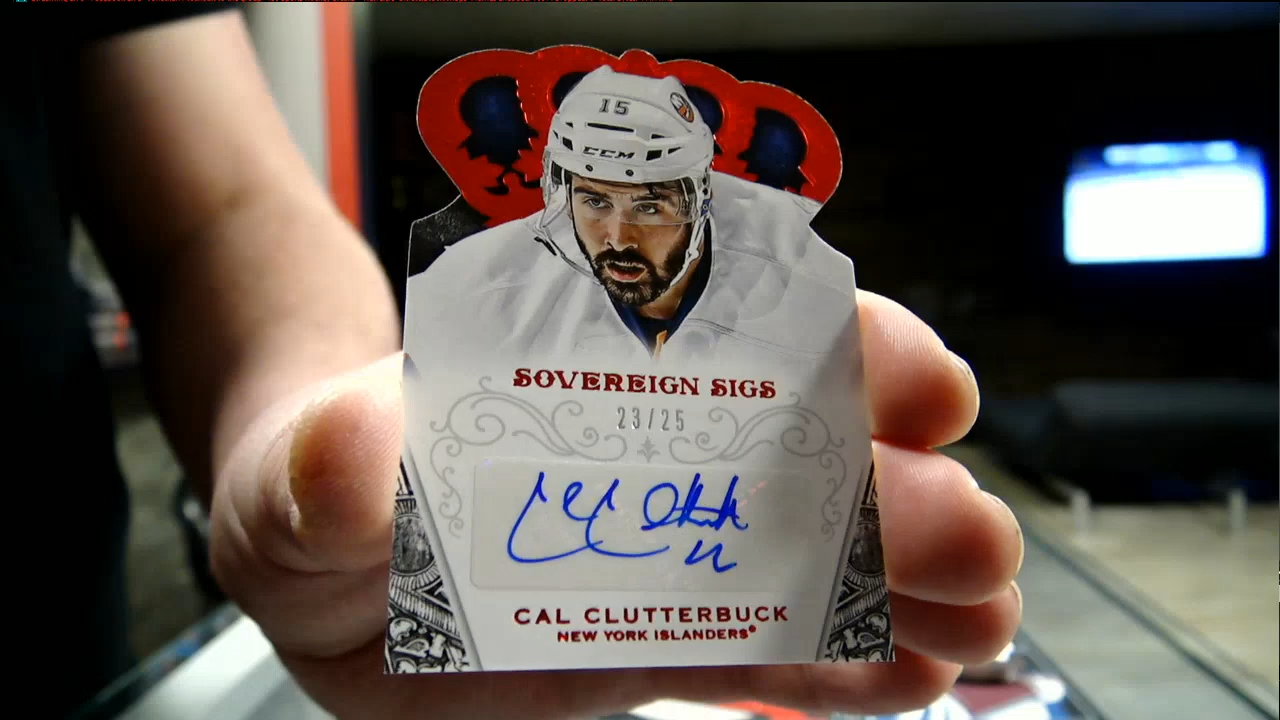 15
CCM
SOVEREIGN SIGS
23/25
CAL CLUTTERBUCK
NEW YORK ISLANDERS